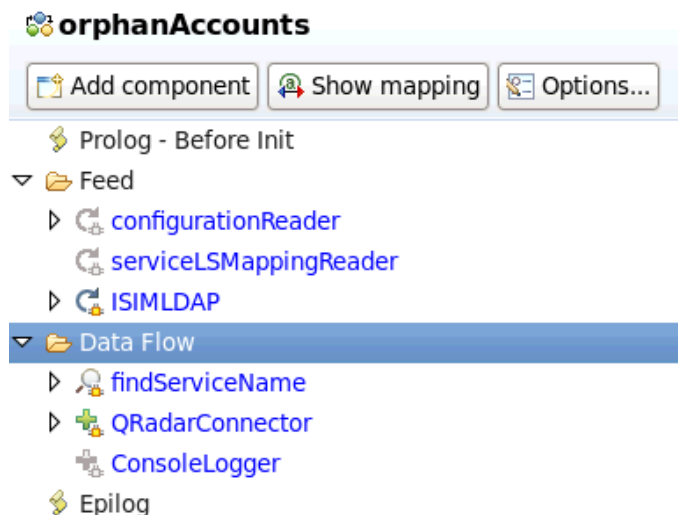 orphanAccounts
Add component Show mapping Options...
Prolog - Before Init
Feed
configurationReader
serviceLSMappingReader
ISIMLDAP
Data Flow
findServiceName
QRadarConnector
ConsoleLogger
Epilog